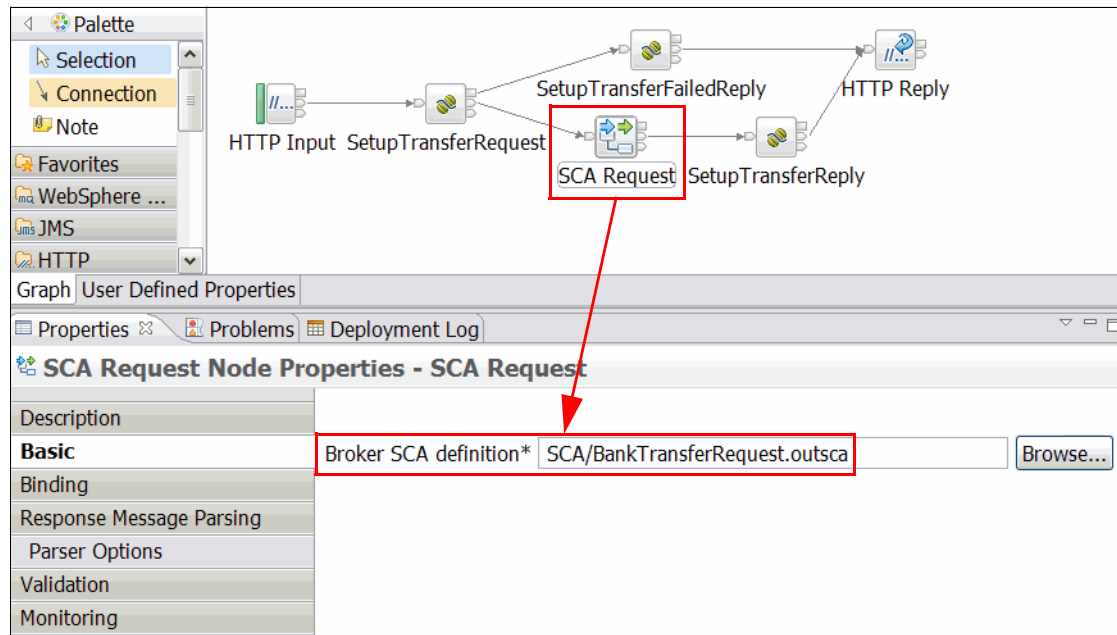 Palette
Selection
Connection
Note
Favorites
WebSphere ...
JMS
HTTP
SetupTransferFailedReply
HTTP Reply
HTTP Input
SetupTransferRequest
SCA Request
SetupTransferReply
Graph
User Defined Properties
Properties
Problems
Deployment Log
SCA Request Node Properties - SCA Request
Description
Basic
Broker SCA definition* SCA/BankTransferRequest.outsca Browse...
Binding
Response Message Parsing
Parser Options
Validation
Monitoring